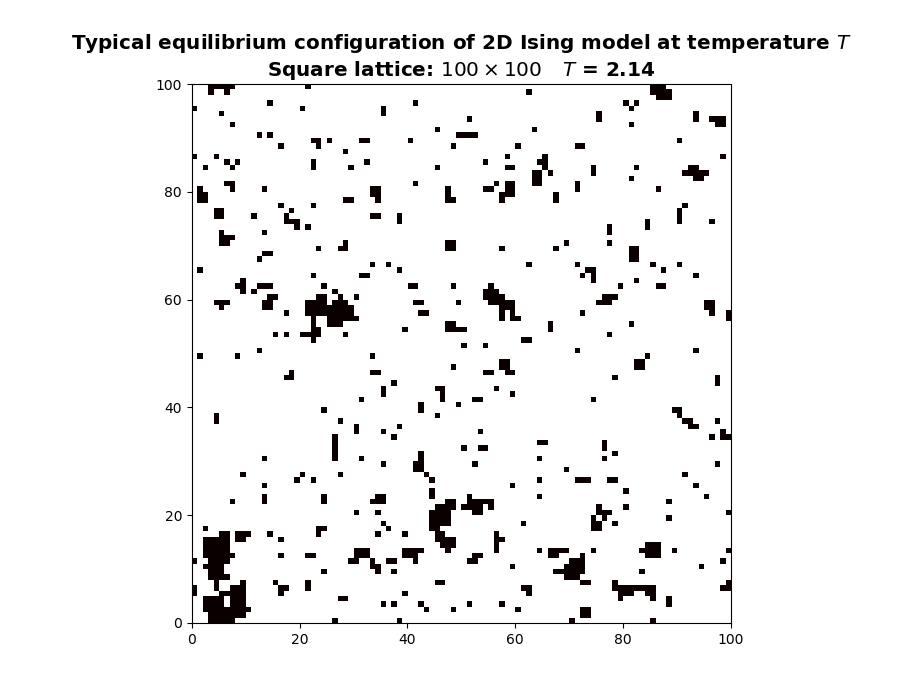 Typical equilibrium configuration of 2D Ising model at temperature T
Square lattice: 100 × 100 T = 2.14
100
80
60
40
20
0
0 20 40 60 80 100